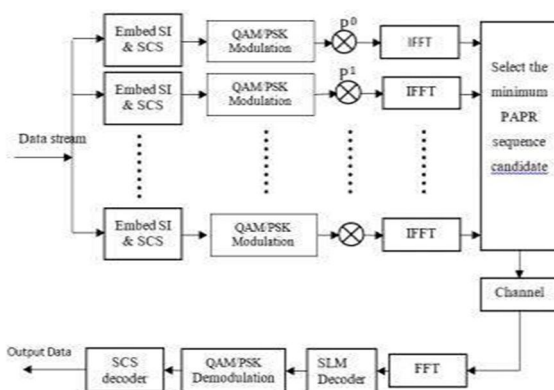 Embed SI
& SCS
QAM/PSK
Modulation
P0
IFFT
Embed SI
& SCS
QAM/PSK
Modulation
P1
IFFT
Data stream
Embed SI
& SCS
QAM/PSK
Modulation
IFFT
Select the
minimum
PAPR
sequence
candidate
Channel
Output Data
SCS
decoder
QAM/PSK
Demodulation
SLM
Decoder
FFT